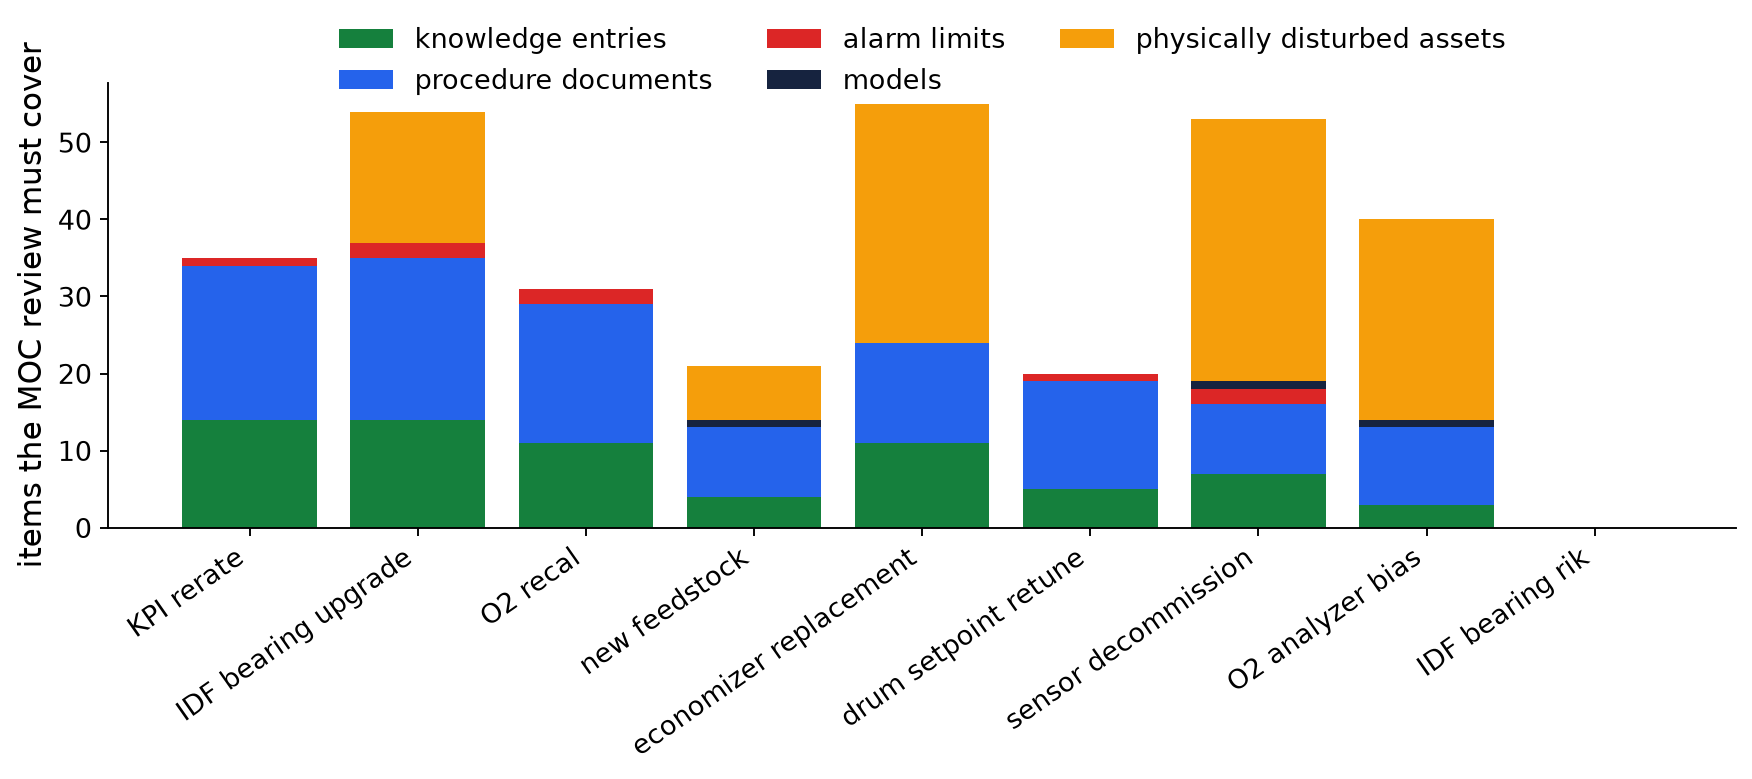 knowledge entries
procedure documents
alarm limits
models
physically disturbed assets
items the MOC review must cover
50
40
30
20
10
0
KPI rerate
IDF bearing upgrade
O2 recal
new feedstock
economizer replacement
drum setpoint retune
sensor decommission
O2 analyzer bias
IDF bearing rik